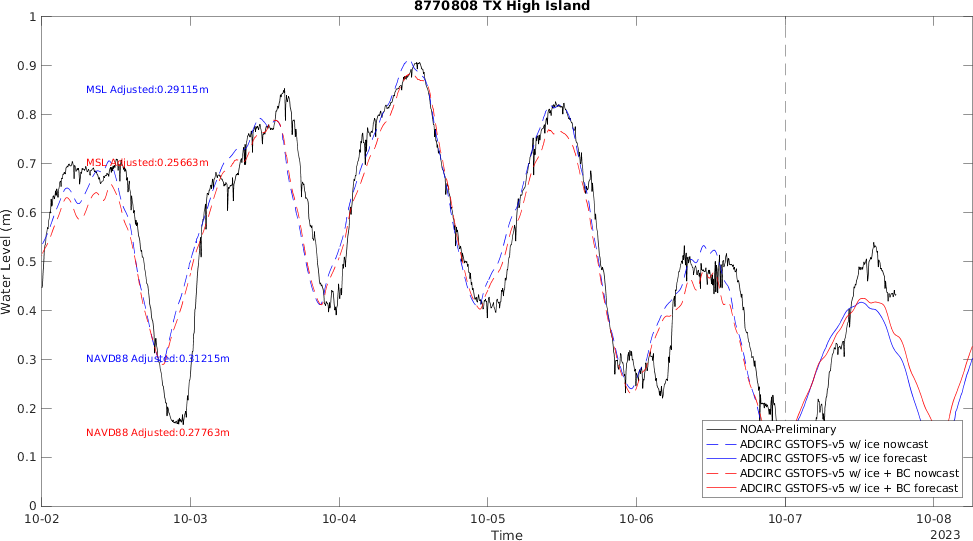 8770808 TX High Island
1
0.9
0.8
0.7
0.6
0.5
0.4
0.3
0.2
0.1
0
Water Level (m)
MSL Adjusted:0.29115m
MSL Adjusted:0.25663m
NAVD88 Adjusted:0.31215m
NAVD88 Adjusted:0.27763m
NOAA-Preliminary
ADCIRC GSTOFS-v5 w/ ice nowcast
ADCIRC GSTOFS-v5 w/ ice forecast
ADCIRC GSTOFS-v5 w/ ice + BC nowcast
ADCIRC GSTOFS-v5 w/ ice + BC forecast
10-02 10-03 10-04 10-05 10-06 10-07 10-08
Time
2023